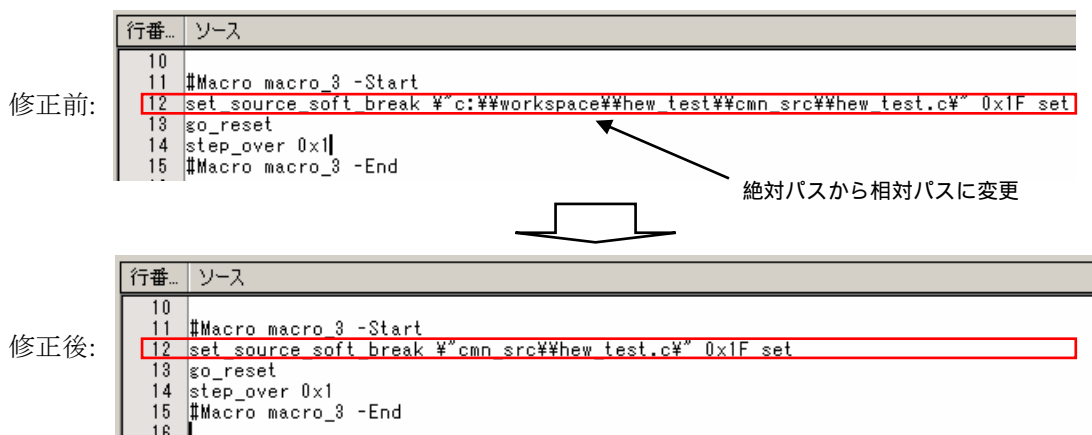 行番... ソース
10
11 #Macro macro_3 -Start
修正前: 12 set_source_soft_break ¥"c:¥¥workspace¥¥hew_test¥¥cmn_src¥¥hew_test.c¥" 0x1F set
13 go_reset
14 step_over 0x1
15 #Macro macro_3 -End
絶対パスから相対パスに変更
行番... ソース
10
11 #Macro macro_3 -Start
修正後: 12 set_source_soft_break ¥"cmn_src¥¥hew_test.c¥" 0x1F set
13 go_reset
14 step_over 0x1
15 #Macro macro_3 -End
16